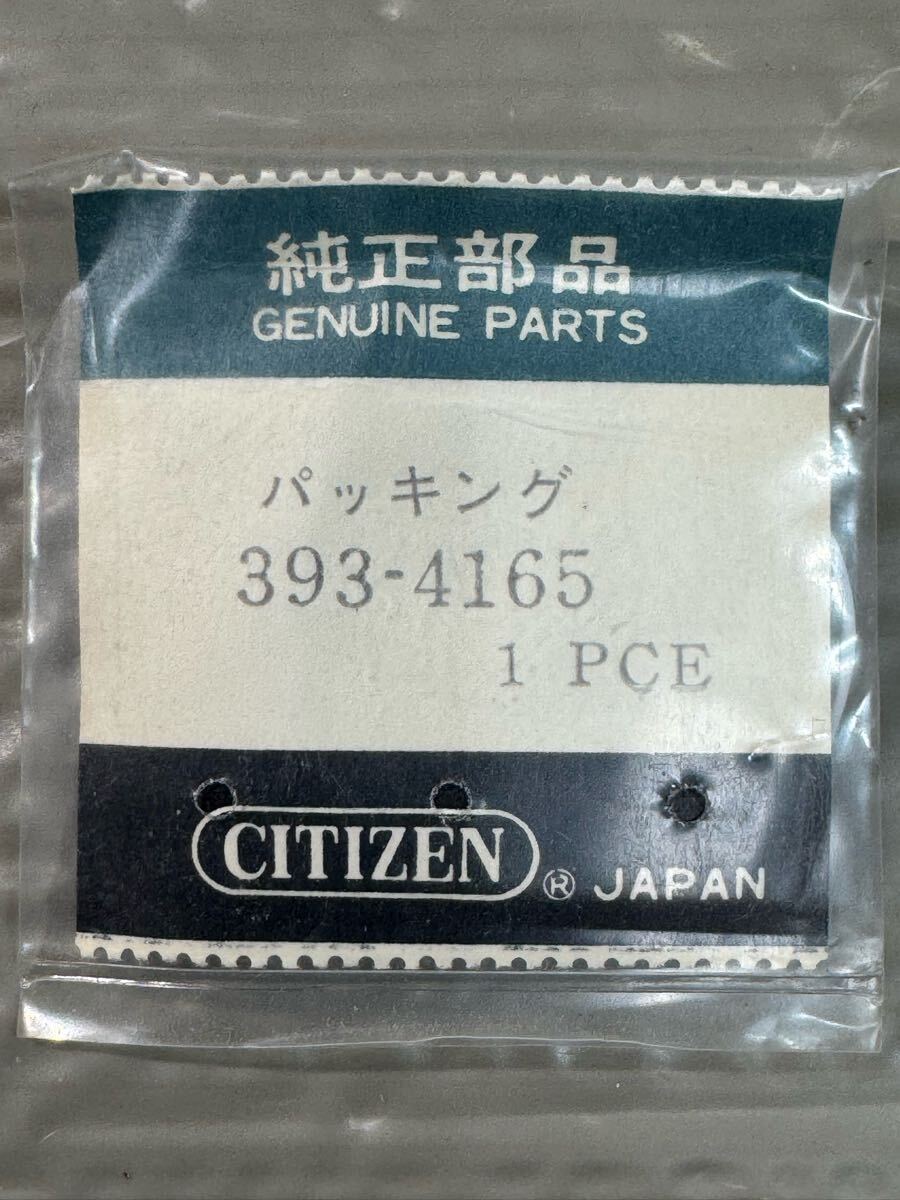 純正部品
GENUINE PARTS
パッキング
393-4165
1 PCE
CITIZEN
® JAPAN